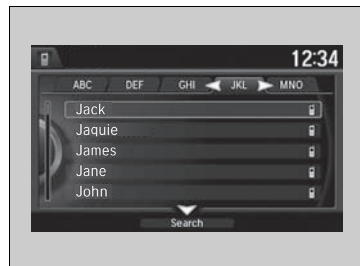 12:34
ABC DEF GHI JKL MNO
Jack
Jaquie
James
Jane
John
Search